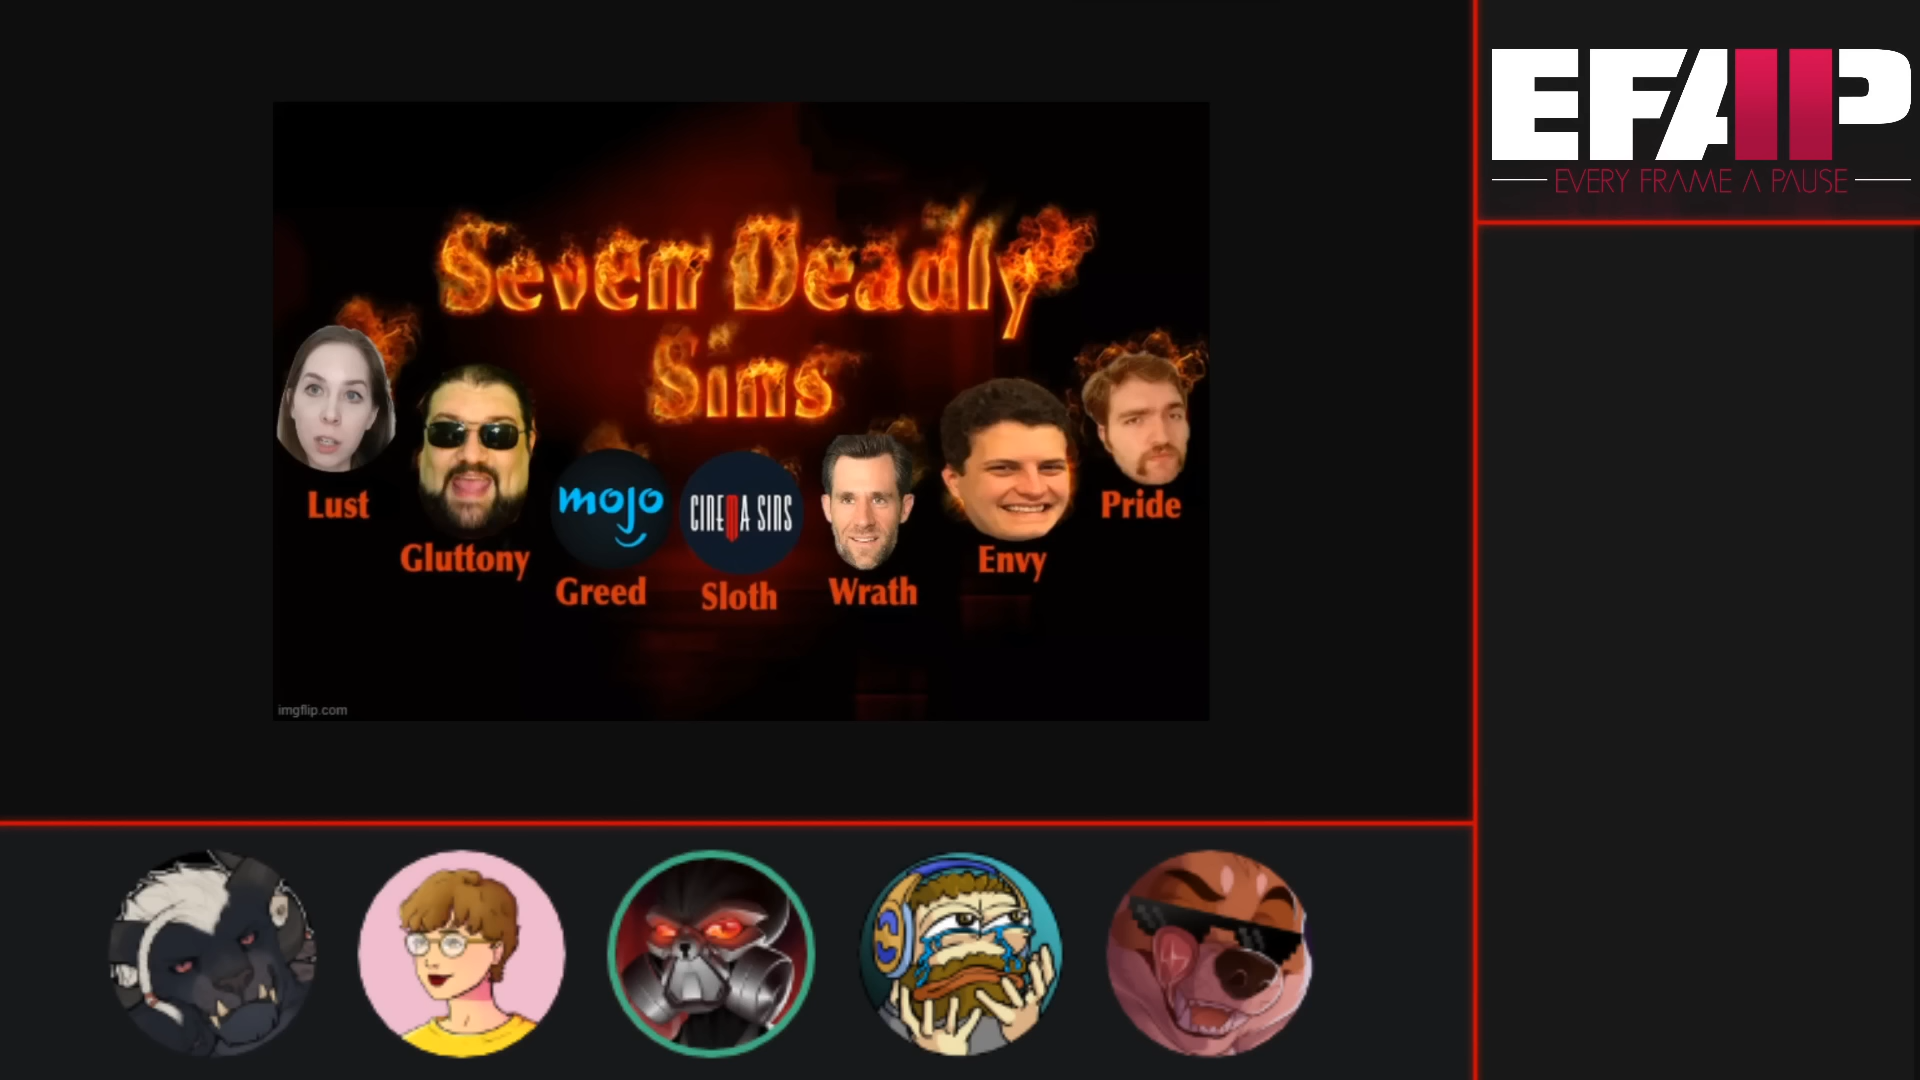 EFAP
EVERY FRAME A PAUSE
Seven Deadly
Sins
Lust
Gluttony
mojo
Greed
CINEMA SINS
Sloth
Wrath
Envy
Pride
imgflip.com